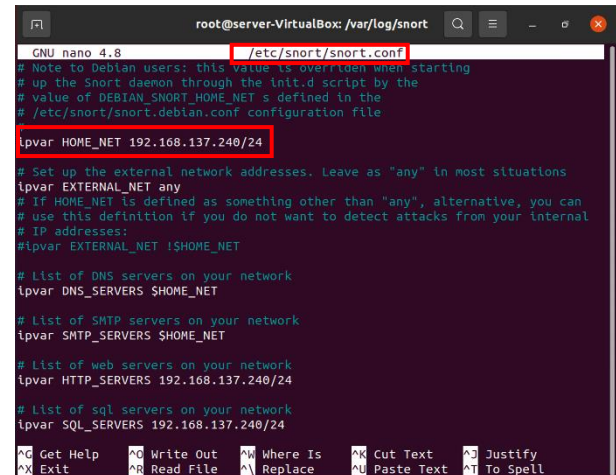 root@server-VirtualBox: /var/log/snort
GNU nano 4.8 /etc/snort/snort.conf
# Note to Debian users: this value is overriden when starting
# up the Snort daemon through the init.d script by the
# value of DEBIAN_SNORT_HOME_NET s defined in the
# /etc/snort/snort.debian.conf configuration file
#
ipvar HOME_NET 192.168.137.240/24
# Set up the external network addresses. Leave as "any" in most situations
ipvar EXTERNAL_NET any
# If HOME_NET is defined as something other than "any", alternative, you can
# use this definition if you do not want to detect attacks from your internal
# IP addresses:
#ipvar EXTERNAL_NET !$HOME_NET
# List of DNS servers on your network
ipvar DNS_SERVERS $HOME_NET
# List of SMTP servers on your network
ipvar SMTP_SERVERS $HOME_NET
# List of web servers on your network
ipvar HTTP_SERVERS 192.168.137.240/24
# List of sql servers on your network
ipvar SQL_SERVERS 192.168.137.240/24
^G Get Help ^O Write Out ^W Where Is ^K Cut Text ^J Justify
^X Exit ^R Read File ^\ Replace ^U Paste Text ^T To Spell